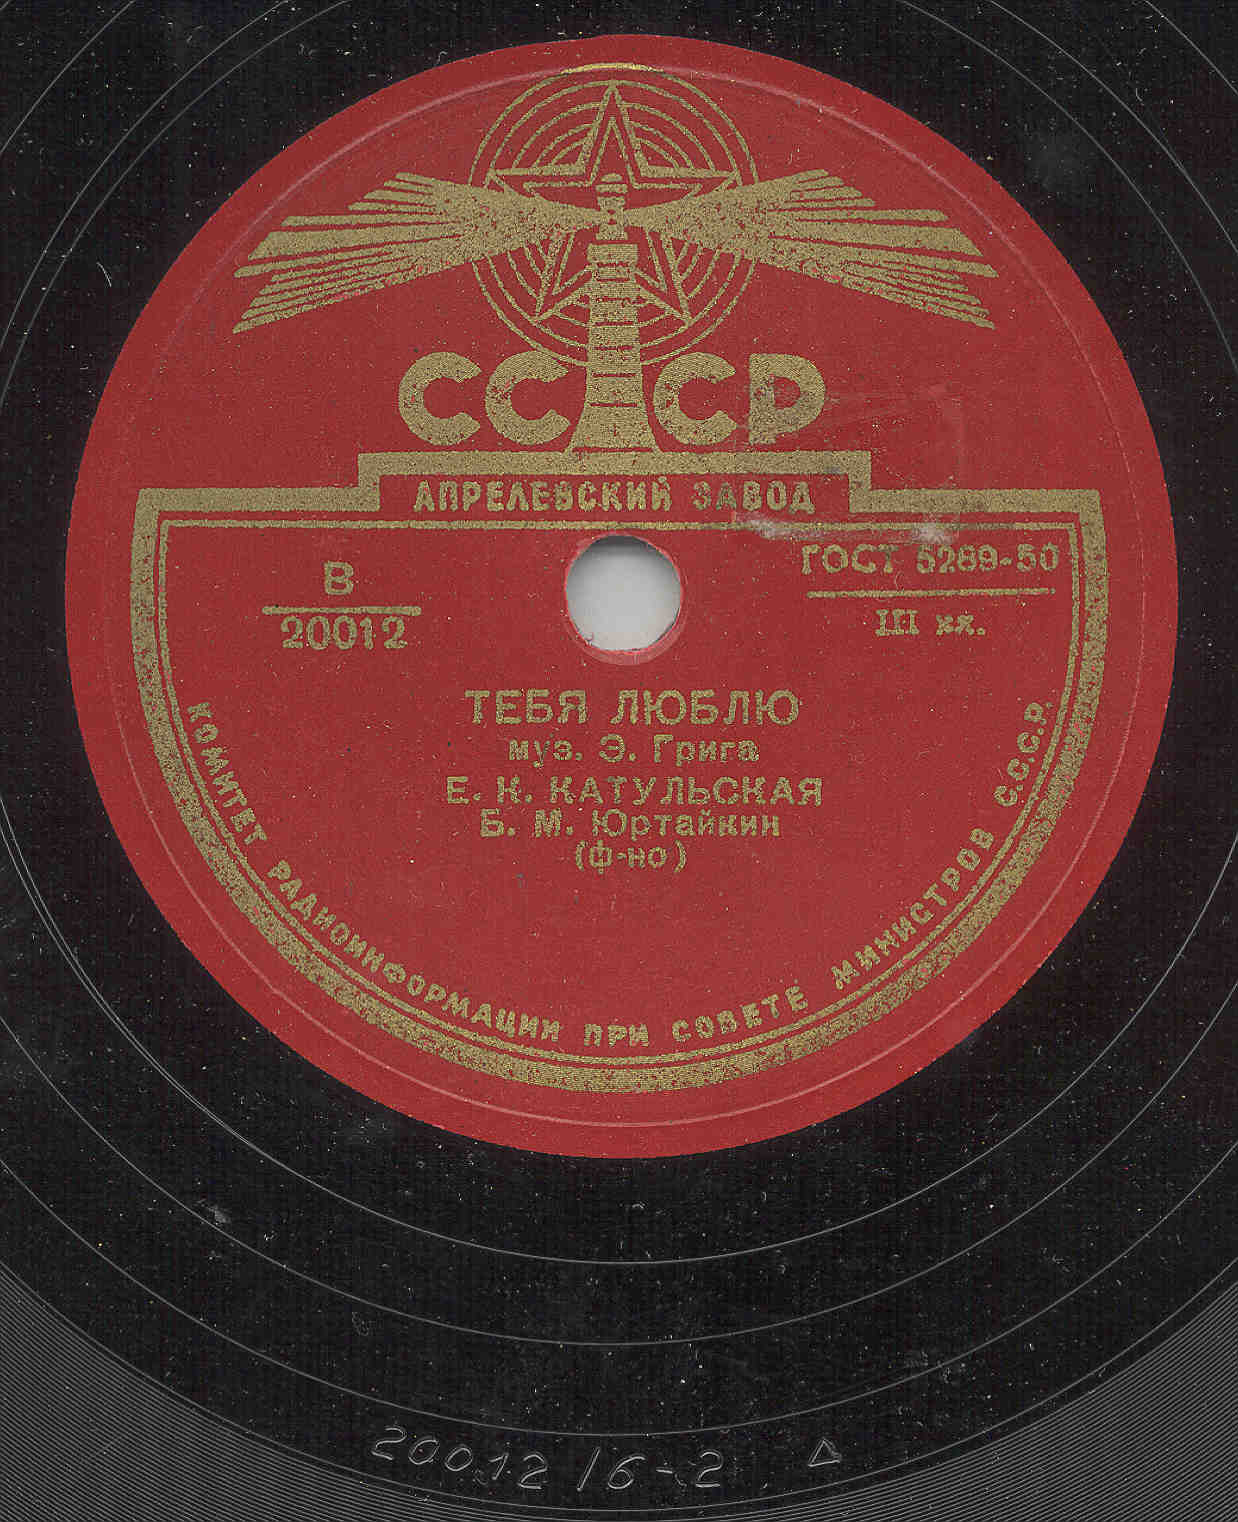 СССР
АПРЕЛЕВСКИЙ ЗАВОД
В
20012
ГОСТ 5289-50
III кл.
ТЕБЯ ЛЮБЛЮ
муз. Э. Грига
Е. К. КАТУЛЬСКАЯ
Б. М. Юртайкин
(ф-но)
КОМИТЕТ РАДИОИНФОРМАЦИИ ПРИ СОВЕТЕ МИНИСТРОВ С.С.С.Р.
20012/6-2 Δ